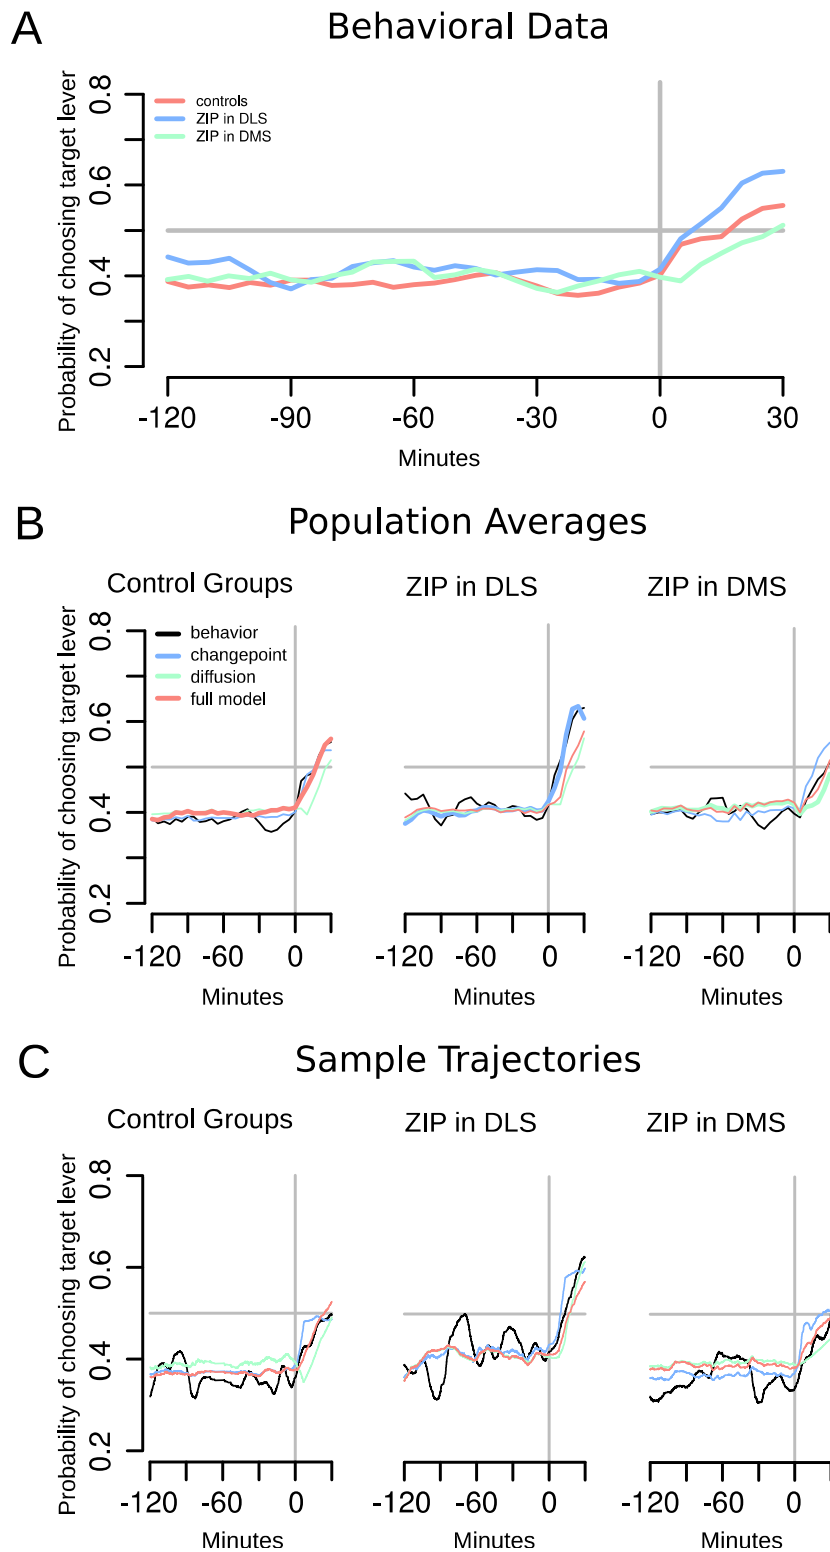 A
Behavioral Data
Probability of choosing target lever
0.8
0.6
0.4
0.2
controls
ZIP in DLS
ZIP in DMS
-120 -90 -60 -30 0 30
Minutes
B
Population Averages
Control Groups ZIP in DLS ZIP in DMS
Probability of choosing target lever
0.8
0.6
0.4
0.2
behavior
changepoint
diffusion
full model
-120 -60 0 -120 -60 0 -120 -60 0
Minutes Minutes Minutes
C
Sample Trajectories
Control Groups ZIP in DLS ZIP in DMS
Probability of choosing target lever
0.8
0.6
0.4
0.2
-120 -60 0 -120 -60 0 -120 -60 0
Minutes Minutes Minutes